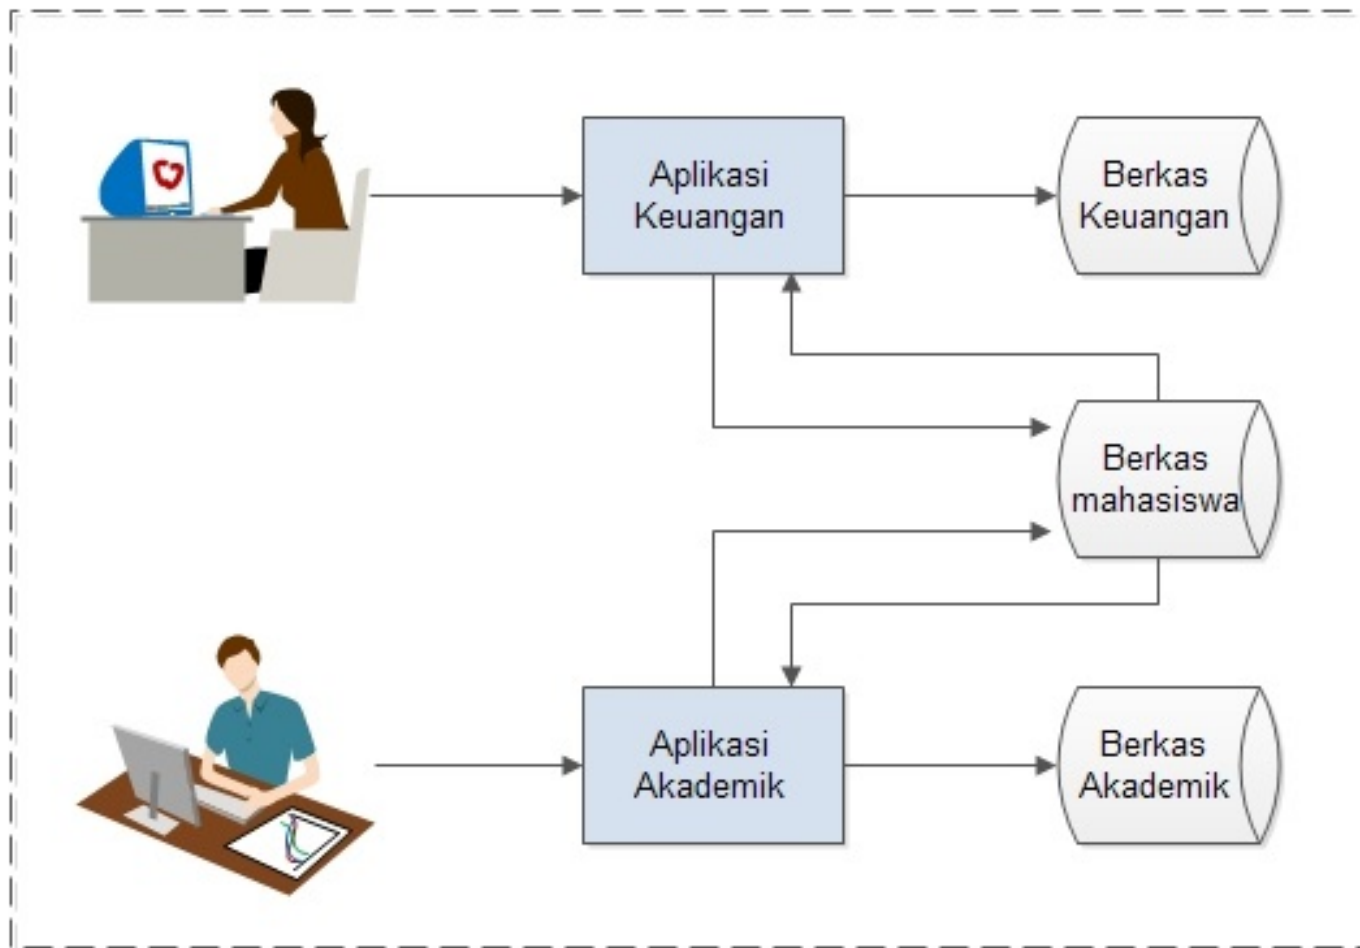 Aplikasi
Keuangan
Berkas
Keuangan
Berkas
mahasiswa
Aplikasi
Akademik
Berkas
Akademik